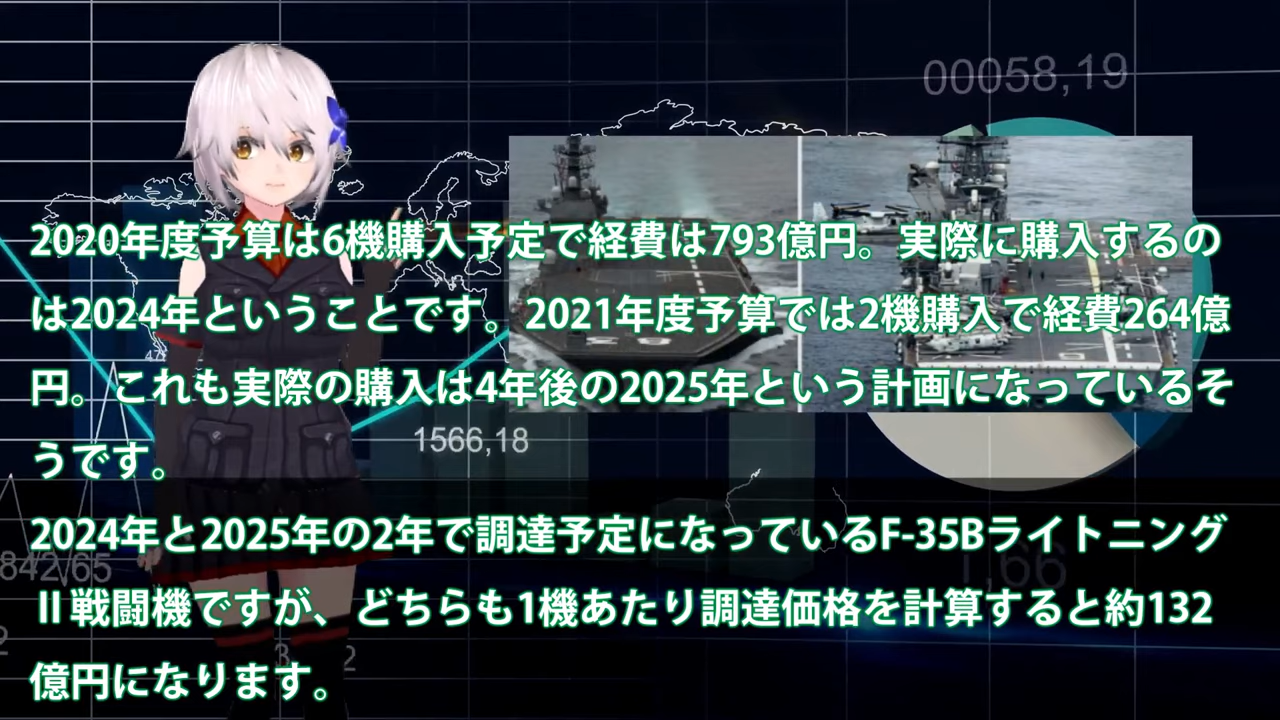 00058,19
2020年度予算は6機購入予定で経費は793億円。実際に購入するの
は2024年ということです。2021年度予算では2機購入で経費264億
円。これも実際の購入は4年後の2025年という計画になっているそ
うです。
1566,18
2024年と2025年の2年で調達予定になっているF-35Bライトニング
Ⅱ戦闘機ですが、どちらも1機あたり調達価格を計算すると約132
億円になります。
842,65
1,66